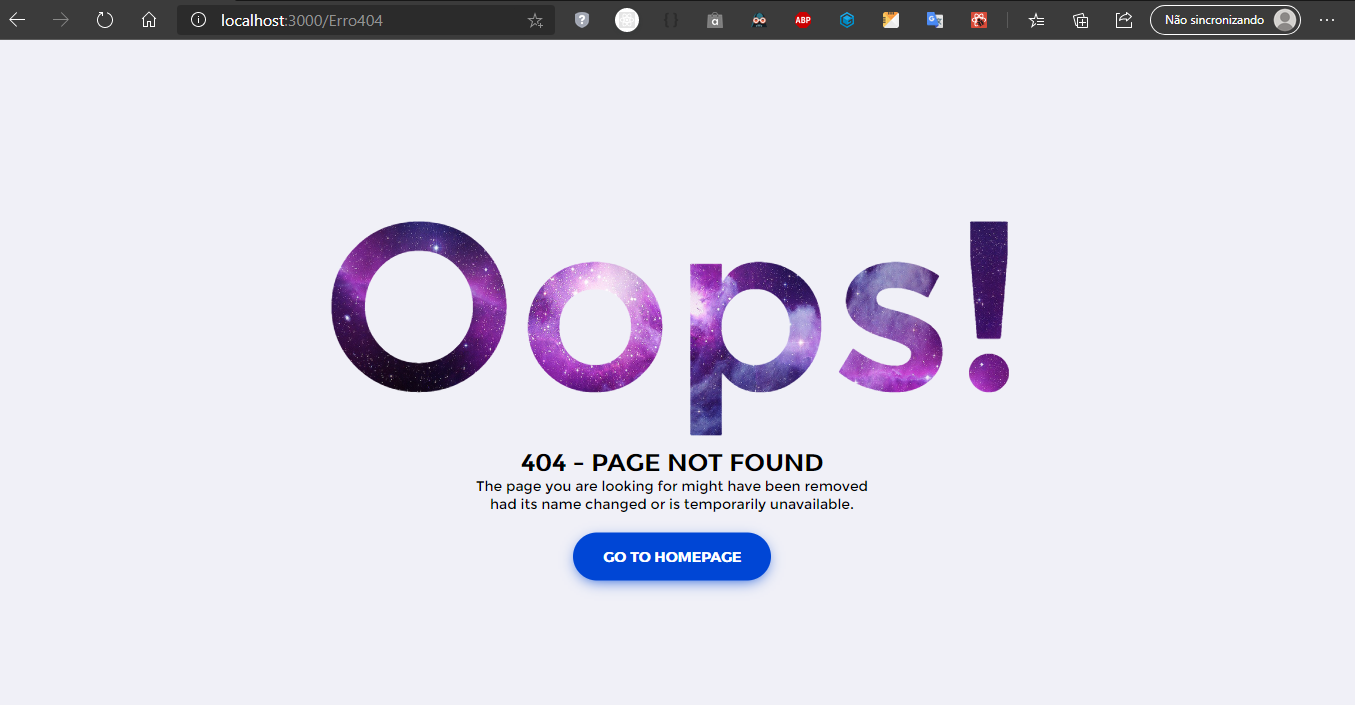 localhost:3000/Erro404
ABP
Não sincronizando
Oops!
404 - PAGE NOT FOUND
The page you are looking for might have been removed
had its name changed or is temporarily unavailable.
GO TO HOMEPAGE